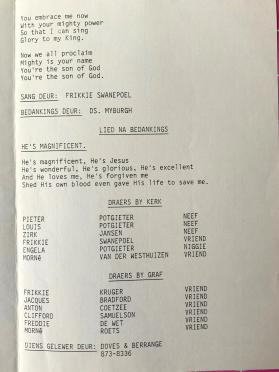 You embrace me now
With your mighty power
So that I can sing
Glory to my King.
Now we all proclaim
Mighty is your name
You're the son of God
You're the son of God.
SANG DEUR: FRIKKIE SWANEPOEL
BEDANKINGS DEUR: DS. MYBURGH
LIED NA BEDANKINGS
HE'S MAGNIFICENT.
He's magnificent, He's Jesus
He's wonderful, He's glorious, He's excellent
And He loves me, He's forgiven me
Shed His own blood even gave His life to save me.
DRAERS BY KERK
PIETER POTGIETER NEEF
LOUIS POTGIETER NEEF
ZIRK JANSEN NEEF
FRIKKIE SWANEPOEL VRIEND
ENGELA POTGIETER NIGGIE
MORNé VAN DER WESTHUIZEN VRIEND
DRAERS BY GRAF
FRIKKIE KRUGER VRIEND
JACQUES BRADFORD VRIEND
ANTON COETZEE VRIEND
CLIFFORD SAMUELSON VRIEND
FREDDIE DE WET VRIEND
MORNé ROETS VRIEND
DIENS GELEWER DEUR: DOVES & BERRANGE
873-8336